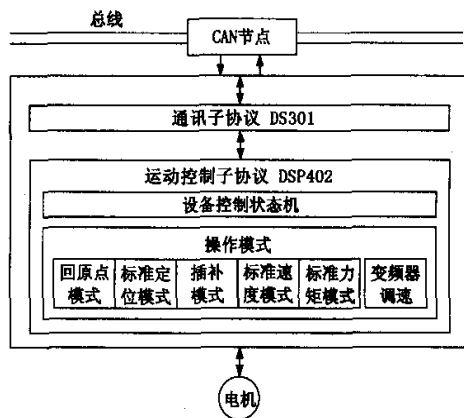 总线
CAN节点
通讯子协议 DS301
运动控制子协议 DSP402
设备控制状态机
操作模式
回原点
模式
标准定
位模式
插补
模式
标准速
度模式
标准力
矩模式
变频器
调速
电机